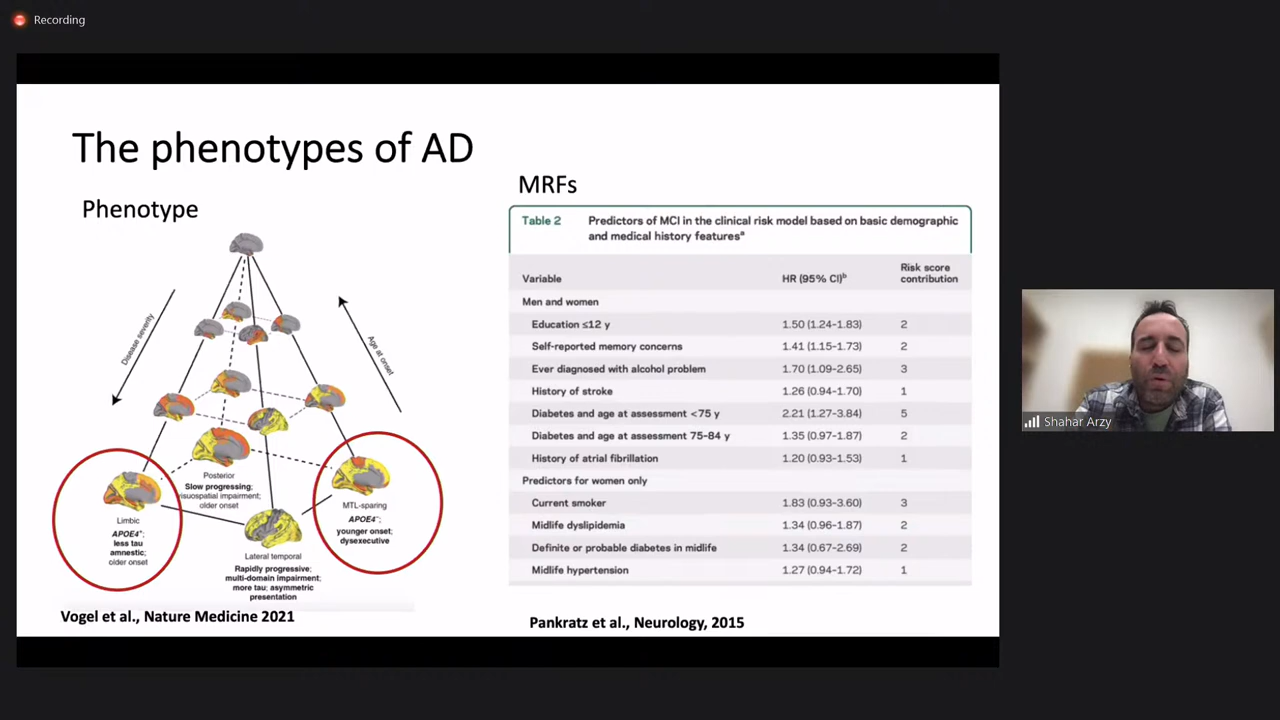 Recording
The phenotypes of AD
Phenotype
Disease severity
Age at onset
Posterior
Slow progressing;
visuospatial impairment;
older onset
Limbic
APOE4+;
less tau
amnestic;
older onset
MTL-sparing
APOE4−;
younger onset;
dysexecutive
Lateral temporal
Rapidly progressive;
multi-domain impairment;
more tau; asymmetric
presentation
Vogel et al., Nature Medicine 2021
MRFs
Table 2 Predictors of MCI in the clinical risk model based on basic demographic
and medical history featuresᵃ
Variable HR (95% CI)ᵇ Risk score
contribution
Men and women
Education ≤12 y 1.50 (1.24–1.83) 2
Self-reported memory concerns 1.41 (1.15–1.73) 2
Ever diagnosed with alcohol problem 1.70 (1.09–2.65) 3
History of stroke 1.26 (0.94–1.70) 1
Diabetes and age at assessment <75 y 2.21 (1.27–3.84) 5
Diabetes and age at assessment 75–84 y 1.35 (0.97–1.87) 2
History of atrial fibrillation 1.20 (0.93–1.53) 1
Predictors for women only
Current smoker 1.83 (0.93–3.60) 3
Midlife dyslipidemia 1.34 (0.96–1.87) 2
Definite or probable diabetes in midlife 1.34 (0.67–2.69) 2
Midlife hypertension 1.27 (0.94–1.72) 1
Pankratz et al., Neurology, 2015
Shahar Arzy